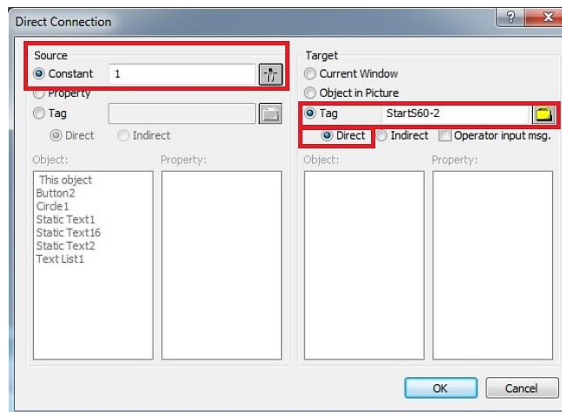 Direct Connection
Source
Constant 1
Property
Tag
Direct Indirect
Object: Property:
This object
Button2
Circle1
Static Text1
Static Text16
Static Text2
Text List1
Target
Current Window
Object in Picture
Tag StartS60-2
Direct Indirect Operator input msg.
Object: Property:
OK Cancel